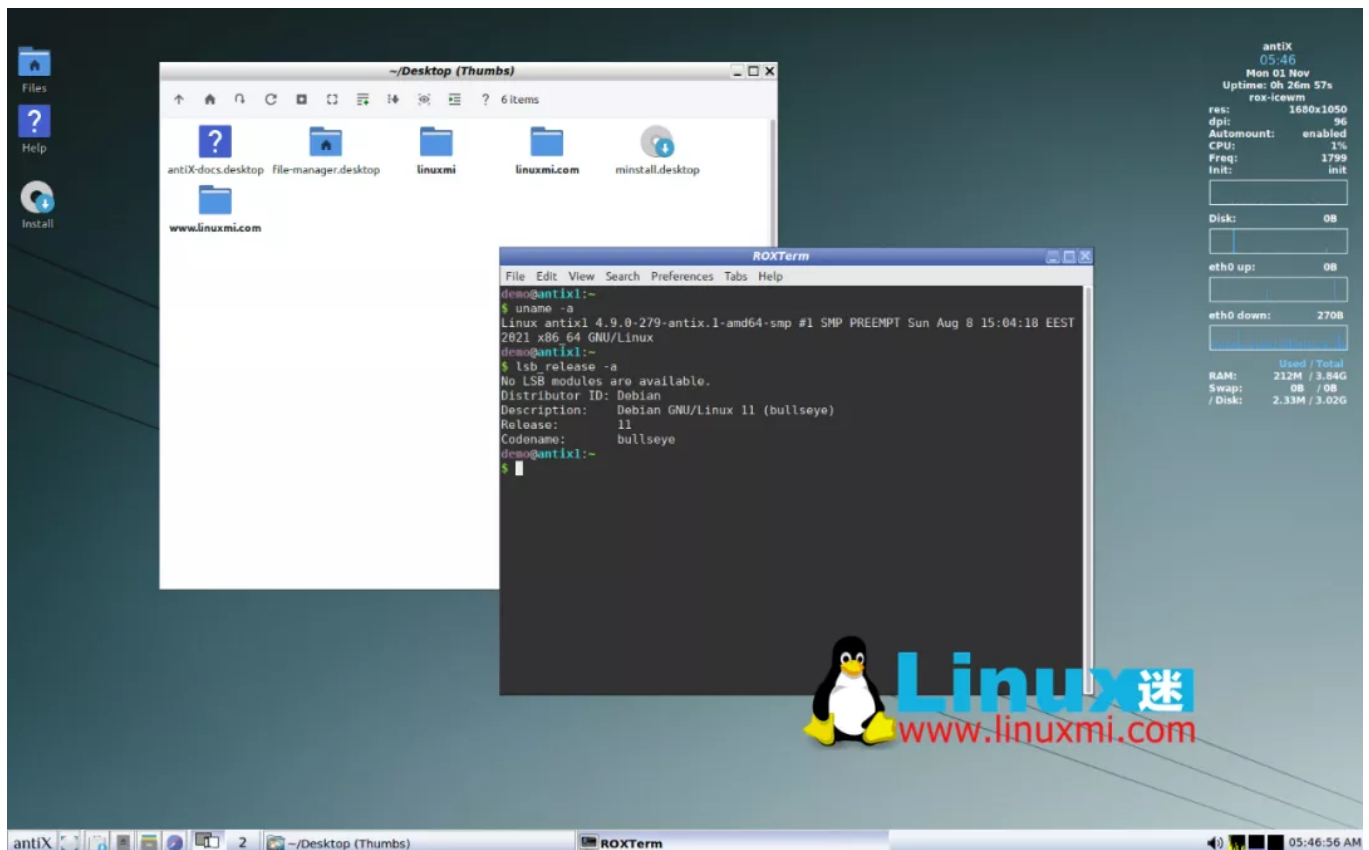 Files
Help
Install
~/Desktop (Thumbs)
? 6 items
antiX-docs.desktop file-manager.desktop linuxmi linuxmi.com minstall.desktop
www.linuxmi.com
ROXTerm
File Edit View Search Preferences Tabs Help
demo@antix1:~
$ uname -a
Linux antix1 4.9.0-279-antix.1-amd64-smp #1 SMP PREEMPT Sun Aug 8 15:04:18 EEST
2021 x86_64 GNU/Linux
demo@antix1:~
$ lsb_release -a
No LSB modules are available.
Distributor ID: Debian
Description: Debian GNU/Linux 11 (bullseye)
Release: 11
Codename: bullseye
demo@antix1:~
$
antiX
05:46
Mon 01 Nov
Uptime: 0h 26m 57s
rox-icewm
res: 1680x1050
dpi: 96
Automount: enabled
CPU: 1%
Freq: 1799
Init: init
Disk: 0B
eth0 up: 0B
eth0 down: 270B
Used / Total
RAM: 212M / 3.84G
Swap: 0B / 0B
/ Disk: 2.33M / 3.02G
Linux迷
www.linuxmi.com
antiX 2 ~/Desktop (Thumbs) ROXTerm 05:46:56 AM